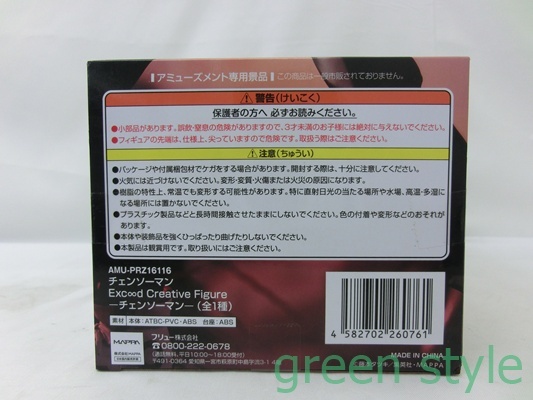 アミューズメント専用景品 この商品は一般市販されておりません。
警告(けいこく)
保護者の方へ 必ずお読みください。
●小部品があります。誤飲・窒息の危険がありますので、3才未満のお子様には絶対に与えないでください。
●フィギュアの先端は、仕様上、尖っていますので危険です。取扱う際はご注意ください。
注意(ちゅうい)
●パッケージや付属梱包材でケガをする場合があります。開封する際は、十分に注意してください。
●火気には近づけないでください。変形・変質・火傷または火災の原因になります。
●樹脂の特性上、常温でも変形する可能性があります。特に直射日光の当たる場所や水場、高温・多湿に
なる場所には置かないでください。
●プラスチック製品などと長時間接触させたままにしないでください。色の付着や変形などのおそれが
あります。
●本体や装飾品を強くひっぱったり曲げたりしないでください。
●本製品は観賞用です。取り扱いにはご注意ください。
AMU-PRZ16116
チェンソーマン
Exc∞d Creative Figure
―チェンソーマン―(全1種)
素材 本体:ATBC-PVC・ABS 台座:ABS
MAPPA
フリュー株式会社
0800-222-0678
(通話無料、平日10:00~18:00受付)
4 582702 260761
MADE IN CHINA
green style